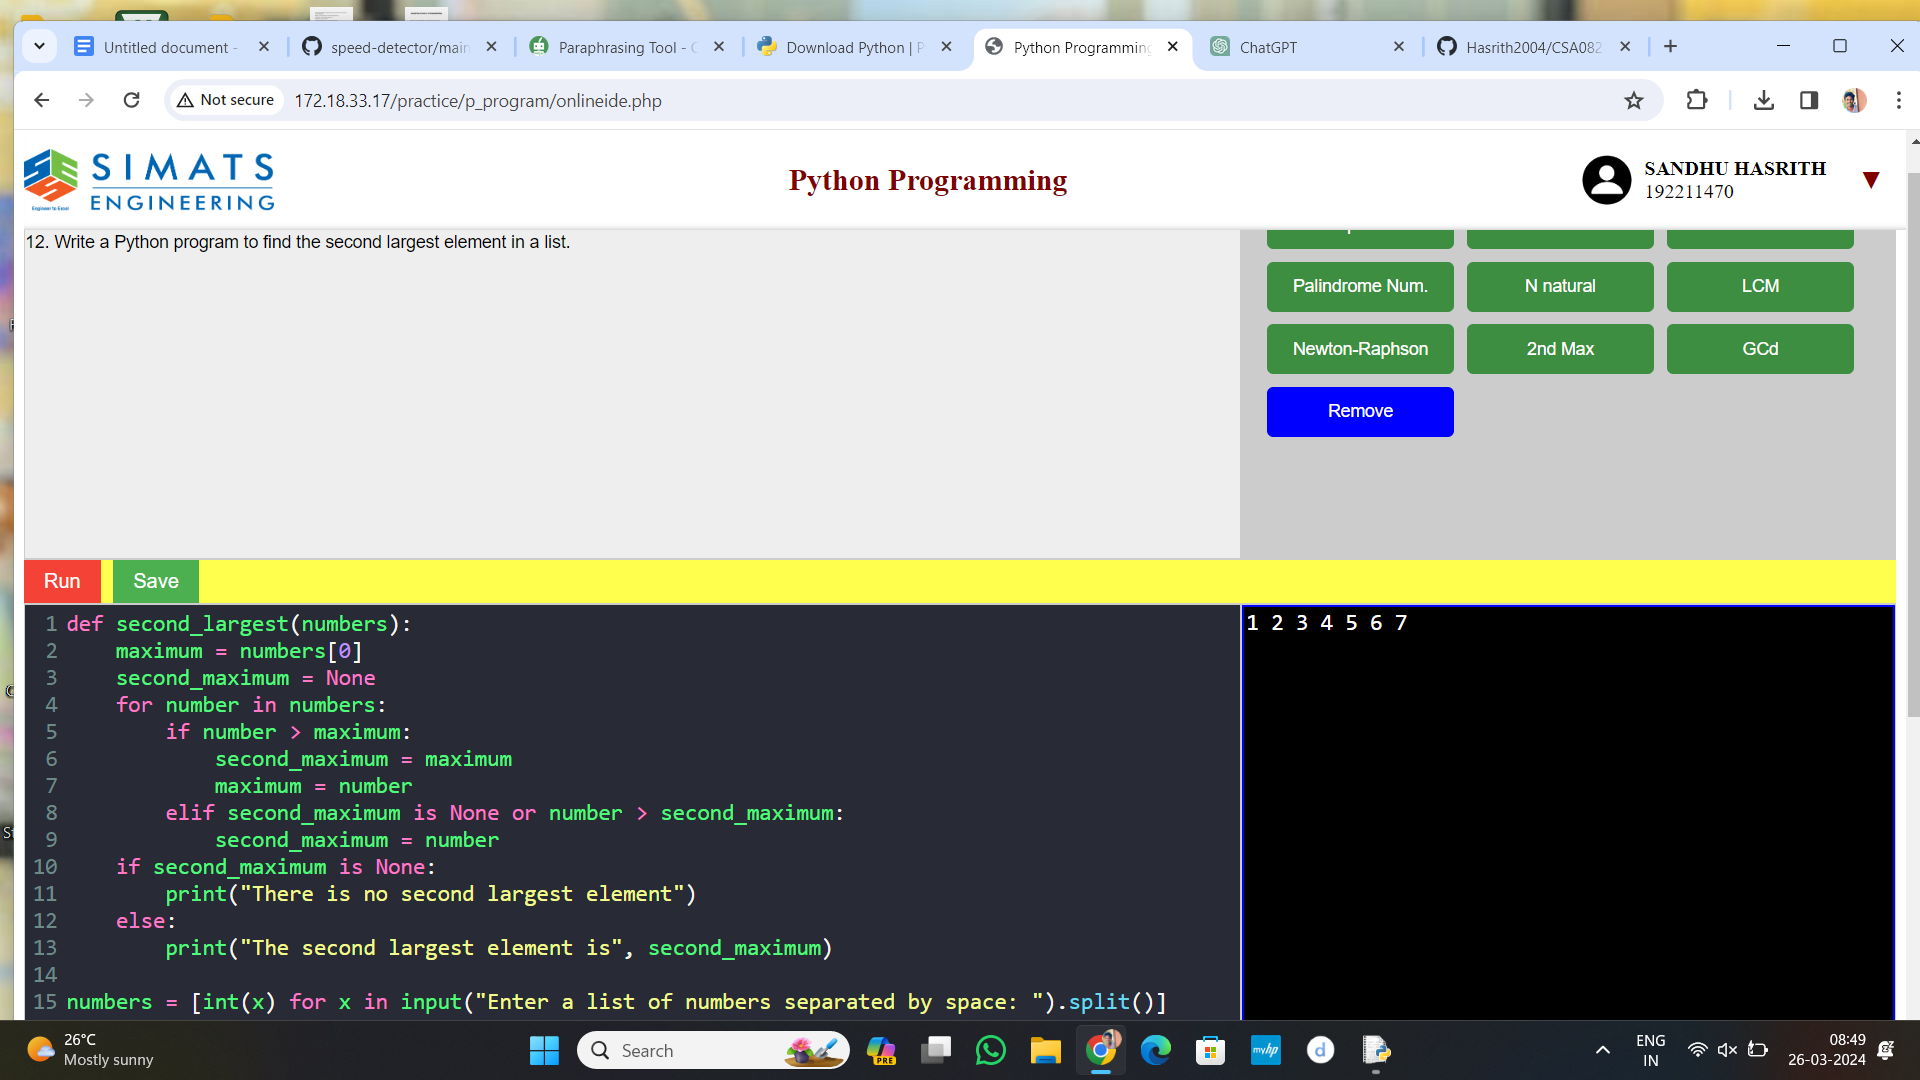 Untitled document -
speed-detector/main
Paraphrasing Tool -
Download Python | P
Python Programming
ChatGPT
Hasrith2004/CSA082
Not secure
172.18.33.17/practice/p_program/onlineide.php
SIMATS
ENGINEERING
Engineer to Excel
Python Programming
SANDHU HASRITH
192211470
12. Write a Python program to find the second largest element in a list.
Palindrome Num.
N natural
LCM
Newton-Raphson
2nd Max
GCd
Remove
Run
Save
1 def second_largest(numbers):
2     maximum = numbers[0]
3     second_maximum = None
4     for number in numbers:
5         if number > maximum:
6             second_maximum = maximum
7             maximum = number
8         elif second_maximum is None or number > second_maximum:
9             second_maximum = number
10     if second_maximum is None:
11         print("There is no second largest element")
12     else:
13         print("The second largest element is", second_maximum)
14
15 numbers = [int(x) for x in input("Enter a list of numbers separated by space: ").split()]
1 2 3 4 5 6 7
26°C
Mostly sunny
Search
PRE
myhp
d
ENG
IN
08:49
26-03-2024